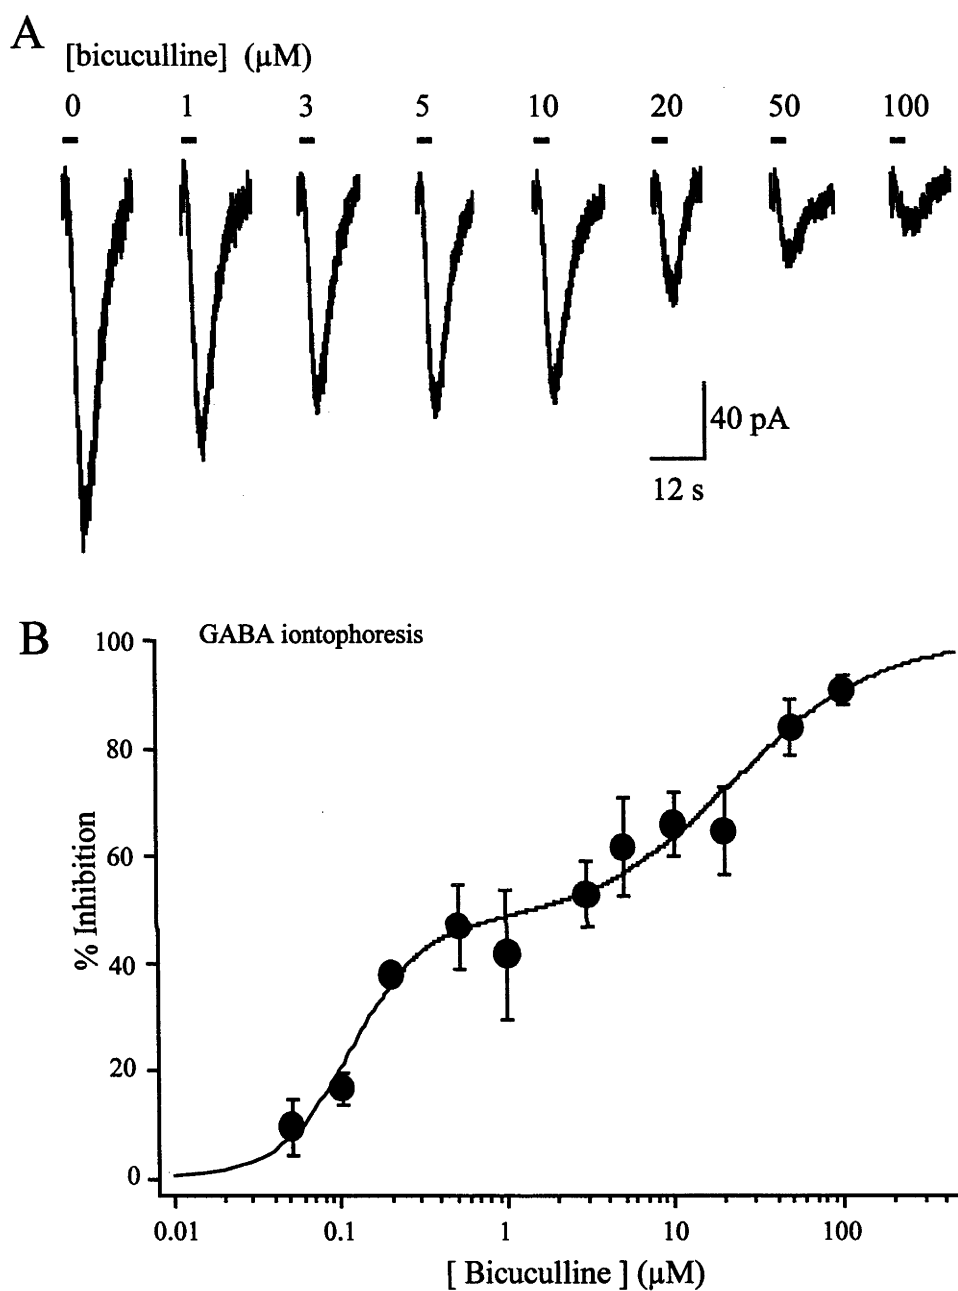 A
[bicuculline] (µM)
0 1 3 5 10 20 50 100
40 pA
12 s
B
GABA iontophoresis
100
80
60
40
20
0
% Inhibition
0.01 0.1 1 10 100
[ Bicuculline ] (µM)